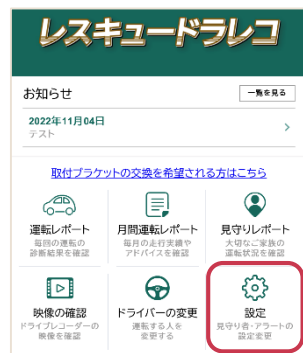 レスキュードラレコ
お知らせ
一覧を見る
2022年11月04日
テスト
取付ブラケットの交換を希望される方はこちら
運転レポート
毎回の運転の
診断結果を確認
月間運転レポート
毎月の走行実績や
アドバイスを確認
見守りレポート
大切なご家族の
運転状況を確認
映像の確認
ドライブレコーダーの
映像を確認
ドライバーの変更
運転する人を
変更する
設定
見守り者・アラートの
設定変更